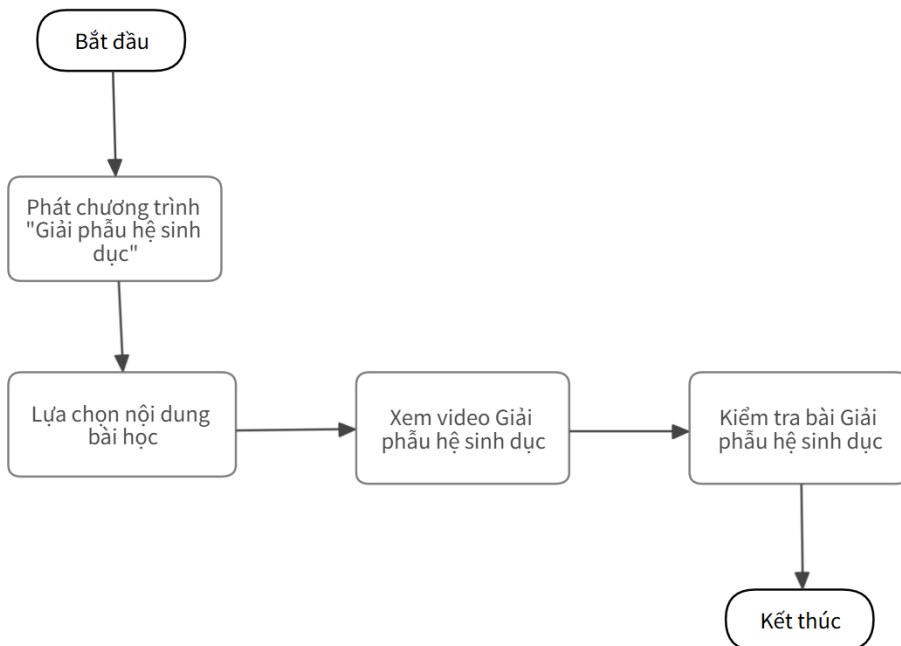 Bắt đầu
Phát chương trình
"Giải phẫu hệ sinh
dục"
Lựa chọn nội dung
bài học
Xem video Giải
phẫu hệ sinh dục
Kiểm tra bài Giải
phẫu hệ sinh dục
Kết thúc